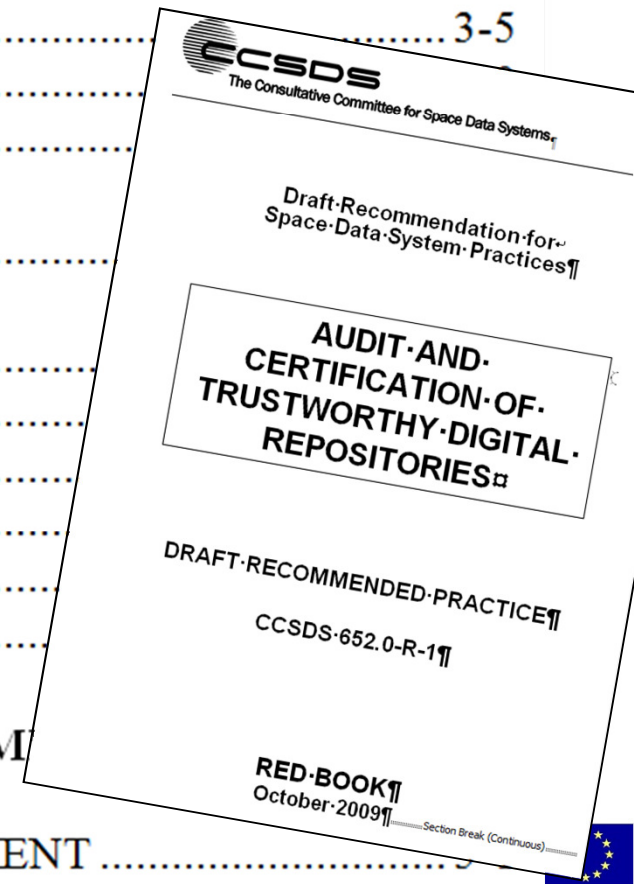 3-5
CCSDS
The Consultative Committee for Space Data Systems¶
Draft·Recommendation·for↵
Space·Data·System·Practices¶
AUDIT·AND·
CERTIFICATION·OF·
TRUSTWORTHY·DIGITAL·
REPOSITORIES¤
DRAFT·RECOMMENDED·PRACTICE¶
CCSDS·652.0-R-1¶
RED·BOOK¶
October·2009¶
Section Break (Continuous)
ENT